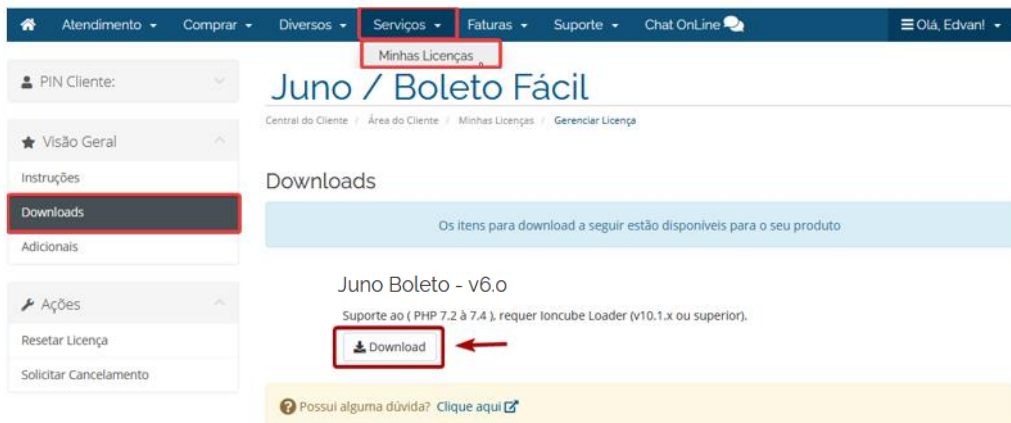 Atendimento Comprar Diversos Serviços Faturas Suporte Chat OnLine Olá, Edvan!
Minhas Licenças
PIN Cliente:
Visão Geral
Instruções
Downloads
Adicionais
Ações
Resetar Licença
Solicitar Cancelamento
Juno / Boleto Fácil
Central do Cliente / Área do Cliente / Minhas Licenças / Gerenciar Licença
Downloads
Os itens para download a seguir estão disponíveis para o seu produto
Juno Boleto - v6.0
Suporte ao ( PHP 7.2 à 7.4 ), requer Ioncube Loader (v10.1.x ou superior).
Download
Possui alguma dúvida? Clique aqui